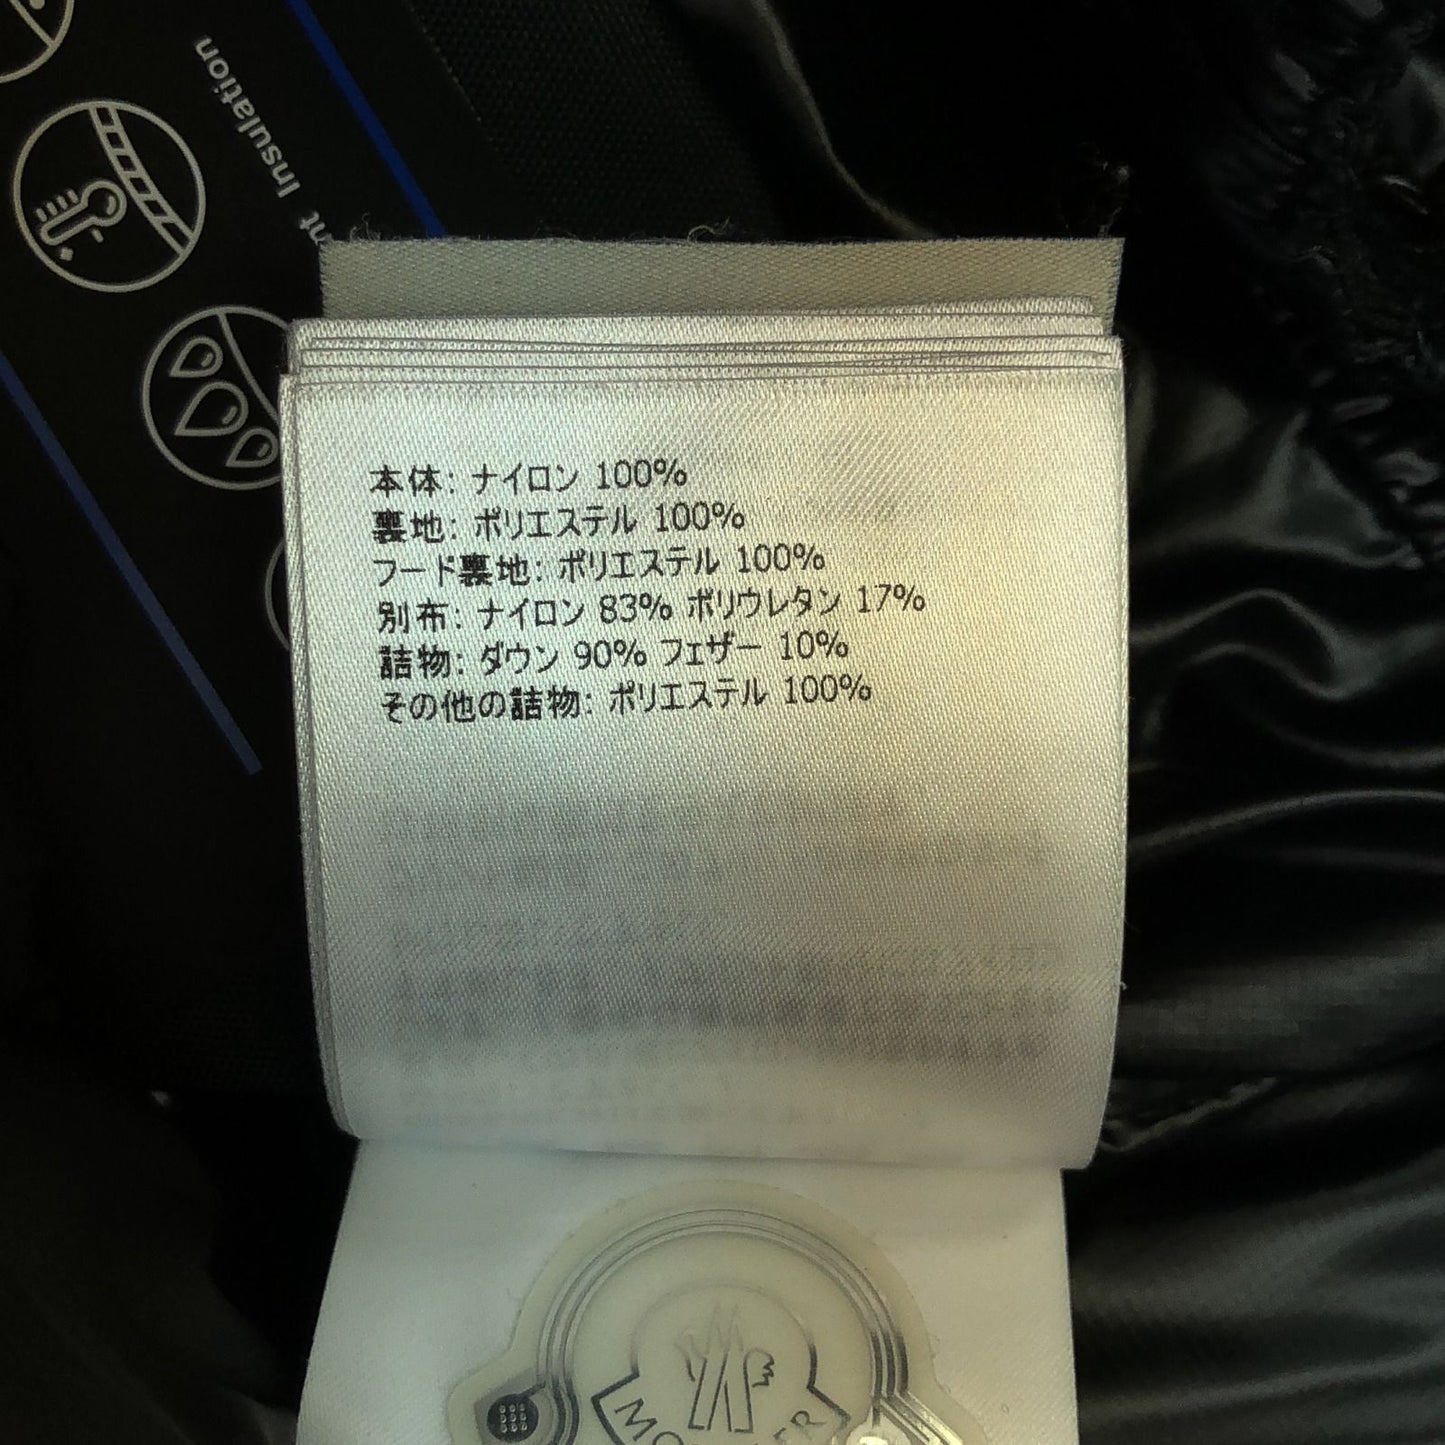 nt Insulation
本体: ナイロン 100%
裏地: ポリエステル 100%
フード裏地: ポリエステル 100%
別布: ナイロン 83% ポリウレタン 17%
詰物: ダウン 90% フェザー 10%
その他の詰物: ポリエステル 100%